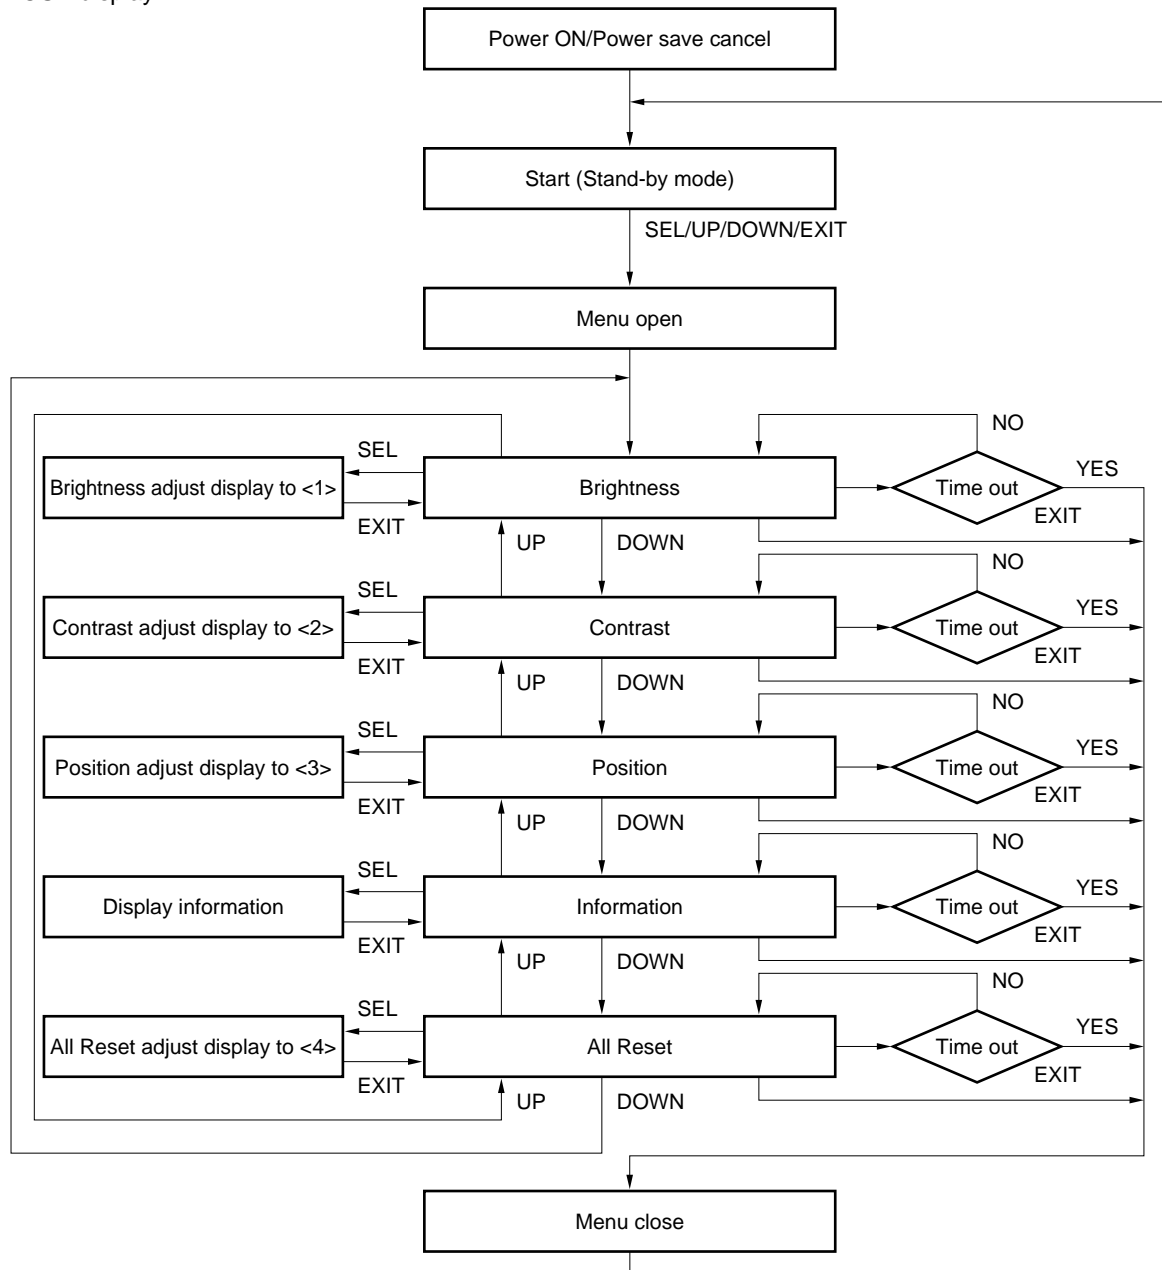 Power ON/Power save cancel
Start (Stand-by mode)
SEL/UP/DOWN/EXIT
Menu open
NO
SEL
YES
Brightness adjust display to <1>
Brightness
Time out
EXIT
EXIT
UP
DOWN
NO
SEL
YES
Contrast adjust display to <2>
Contrast
Time out
EXIT
EXIT
UP
DOWN
NO
SEL
YES
Position adjust display to <3>
Position
Time out
EXIT
EXIT
UP
DOWN
NO
SEL
YES
Display information
Information
Time out
EXIT
EXIT
UP
DOWN
NO
SEL
YES
All Reset adjust display to <4>
All Reset
Time out
EXIT
EXIT
UP
DOWN
Menu close